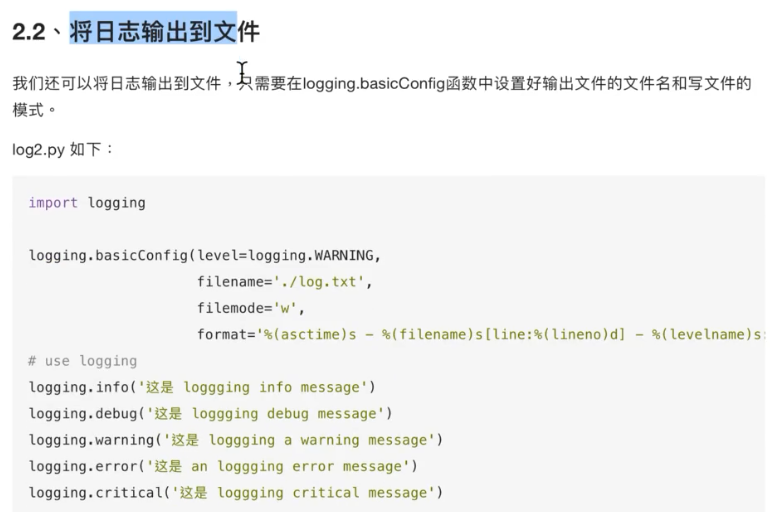 2.2、将日志输出到文件
我们还可以将日志输出到文件，只需要在logging.basicConfig函数中设置好输出文件的文件名和写文件的
模式。
log2.py 如下：
import logging
logging.basicConfig(level=logging.WARNING,
filename='./log.txt',
filemode='w',
format='%(asctime)s - %(filename)s[line:%(lineno)d] - %(levelname)s:
# use logging
logging.info('这是 loggging info message')
logging.debug('这是 loggging debug message')
logging.warning('这是 loggging a warning message')
logging.error('这是 an loggging error message')
logging.critical('这是 loggging critical message')